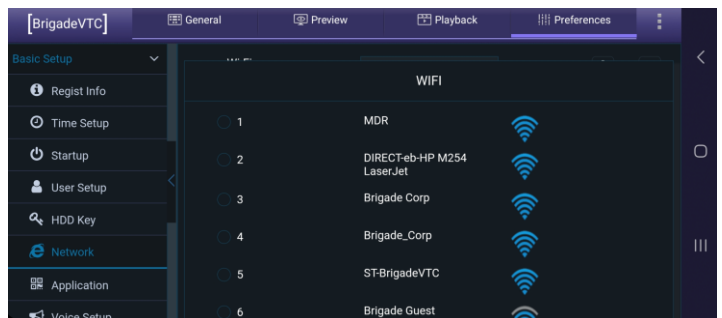 [BrigadeVTC]
General
Preview
Playback
Preferences
Basic Setup
Regist Info
Time Setup
Startup
User Setup
HDD Key
Network
Application
Voice Setup
WIFI
1 MDR
2 DIRECT-eb-HP M254
LaserJet
3 Brigade Corp
4 Brigade_Corp
5 ST-BrigadeVTC
6 Brigade Guest